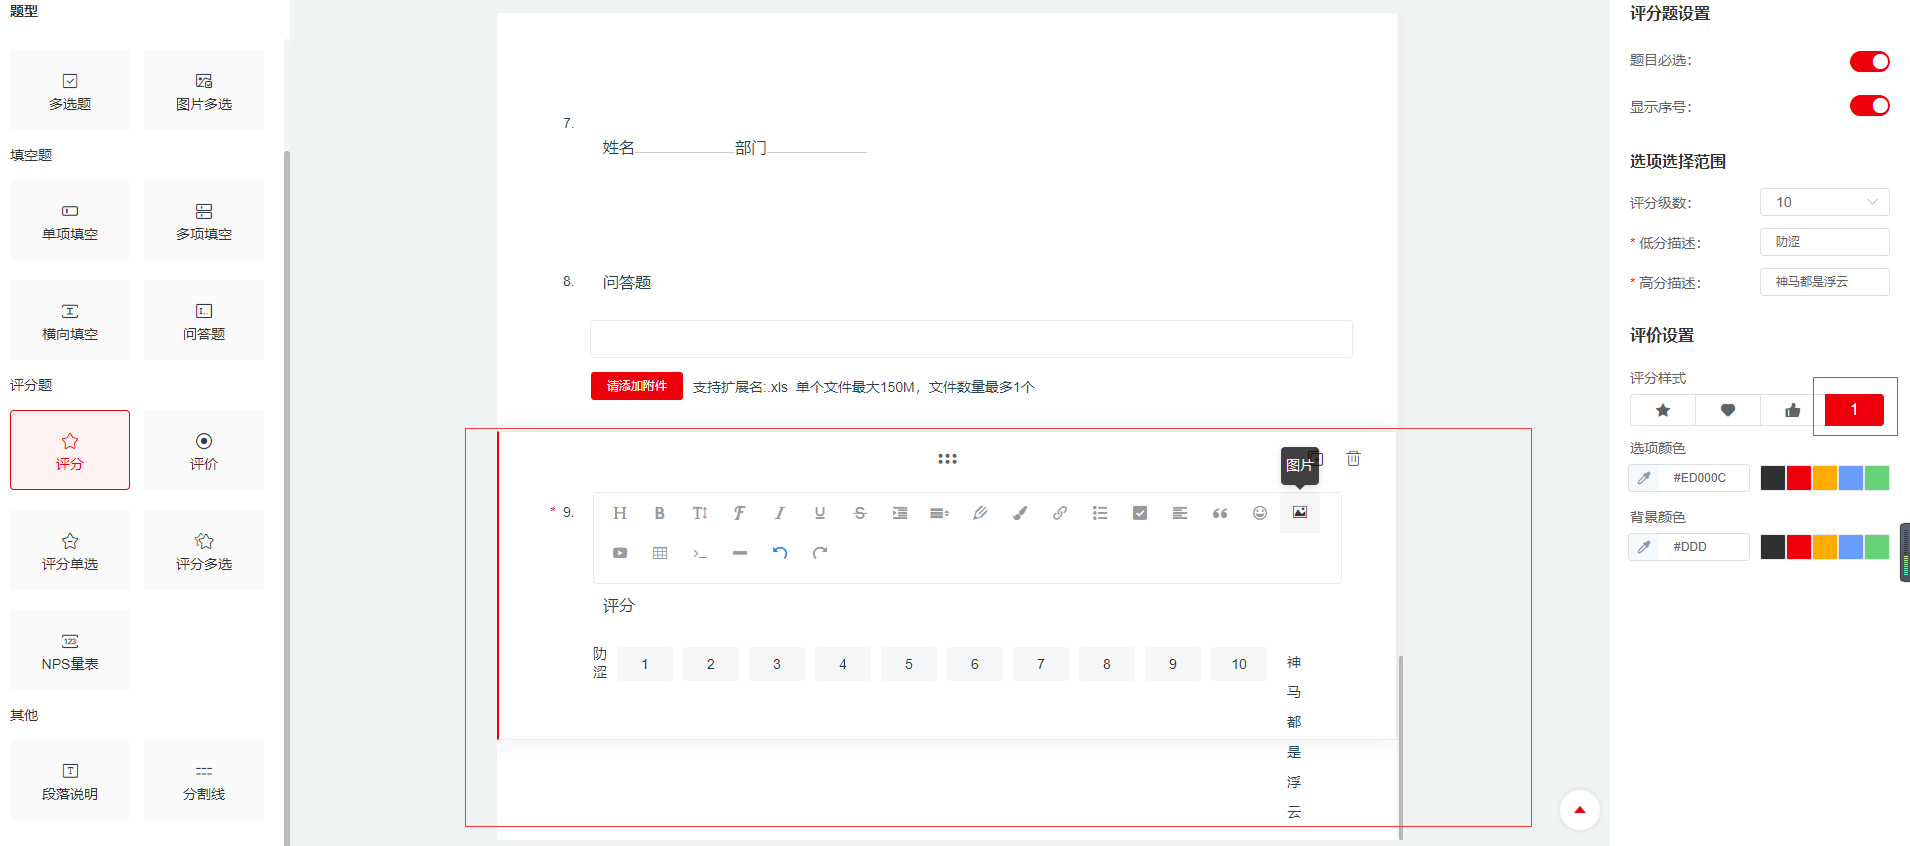 题型
多选题
图片多选
填空题
单项填空
多项填空
横向填空
问答题
评分题
评分
评价
评分单选
评分多选
123
NPS量表
其他
段落说明
分割线
7.
姓名 部门
8. 问答题
请添加附件 支持扩展名:.xls 单个文件最大150M，文件数量最多1个
图片
* 9.
评分
防涩 1 2 3 4 5 6 7 8 9 10 神马都是浮云
评分题设置
题目必选：
显示序号：
选项选择范围
评分级数： 10
* 低分描述： 防涩
* 高分描述： 神马都是浮云
评价设置
评分样式
1
选项颜色
#ED000C
背景颜色
#DDD